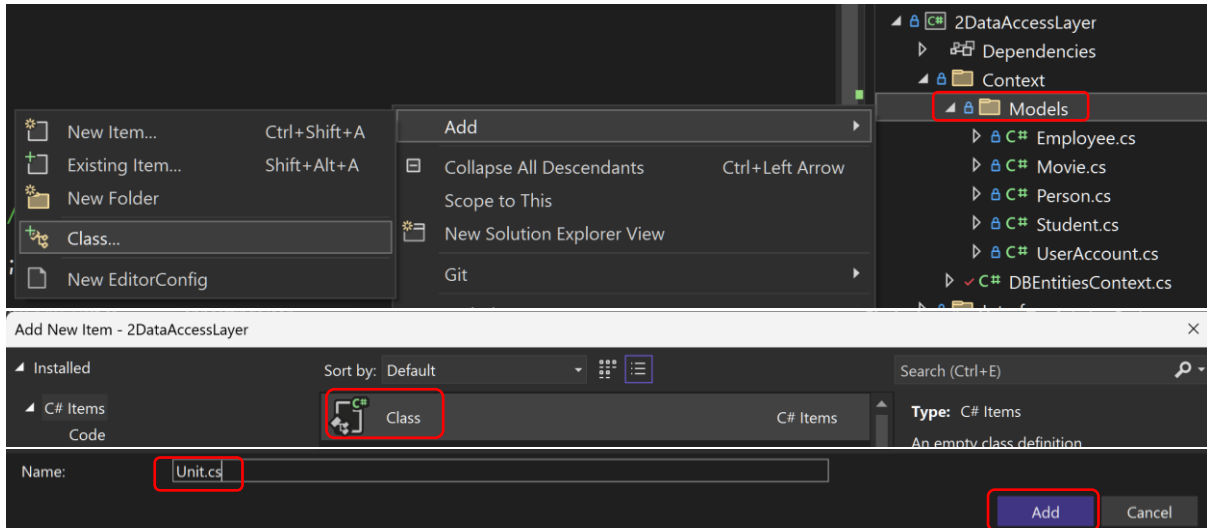 2DataAccessLayer
Dependencies
Context
Models
Employee.cs
Movie.cs
Person.cs
Student.cs
UserAccount.cs
DBEntitiesContext.cs
Add
Collapse All Descendants Ctrl+Left Arrow
Scope to This
New Solution Explorer View
Git
New Item... Ctrl+Shift+A
Existing Item... Shift+Alt+A
New Folder
Class...
New EditorConfig
Add New Item - 2DataAccessLayer
Installed
C# Items
Code
Sort by: Default
Class C# Items
Search (Ctrl+E)
Type: C# Items
An empty class definition
Name: Unit.cs
Add Cancel